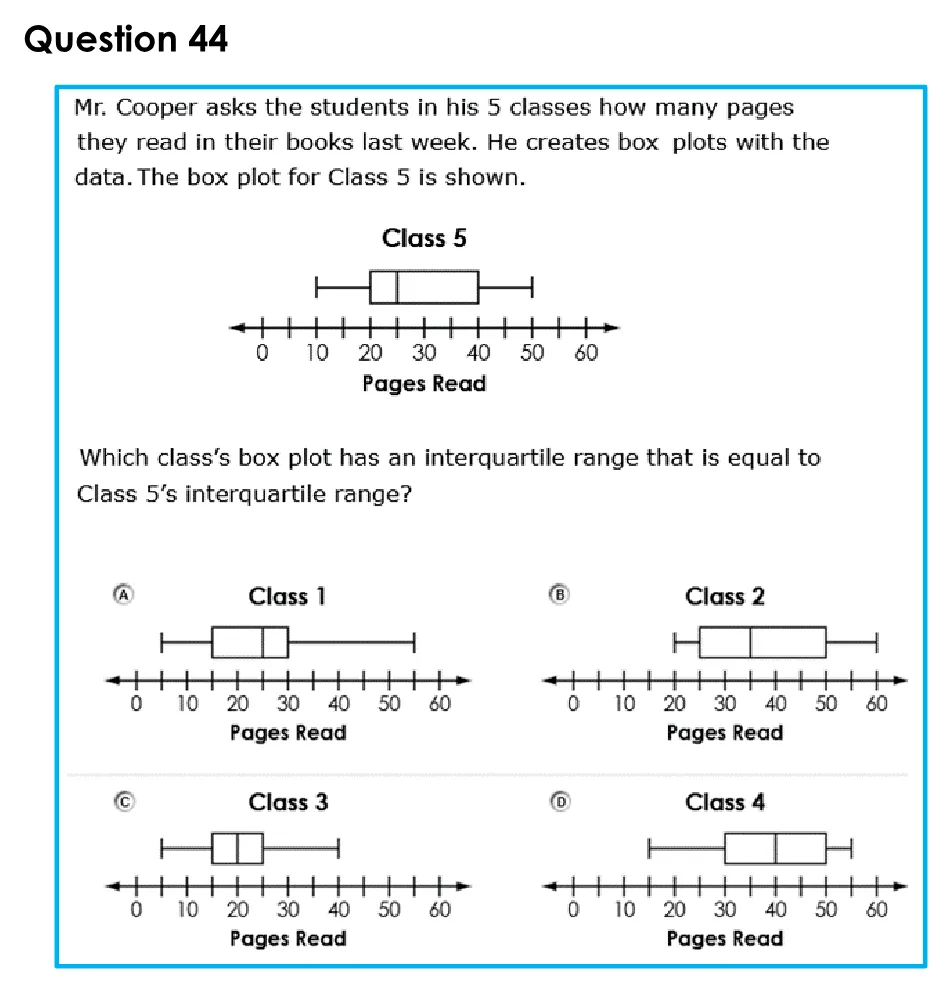 Question 44
Mr. Cooper asks the students in his 5 classes how many pages
they read in their books last week. He creates box plots with the
data. The box plot for Class 5 is shown.
Class 5
0 10 20 30 40 50 60
Pages Read
Which class's box plot has an interquartile range that is equal to
Class 5's interquartile range?
A Class 1
0 10 20 30 40 50 60
Pages Read
B Class 2
0 10 20 30 40 50 60
Pages Read
C Class 3
0 10 20 30 40 50 60
Pages Read
D Class 4
0 10 20 30 40 50 60
Pages Read